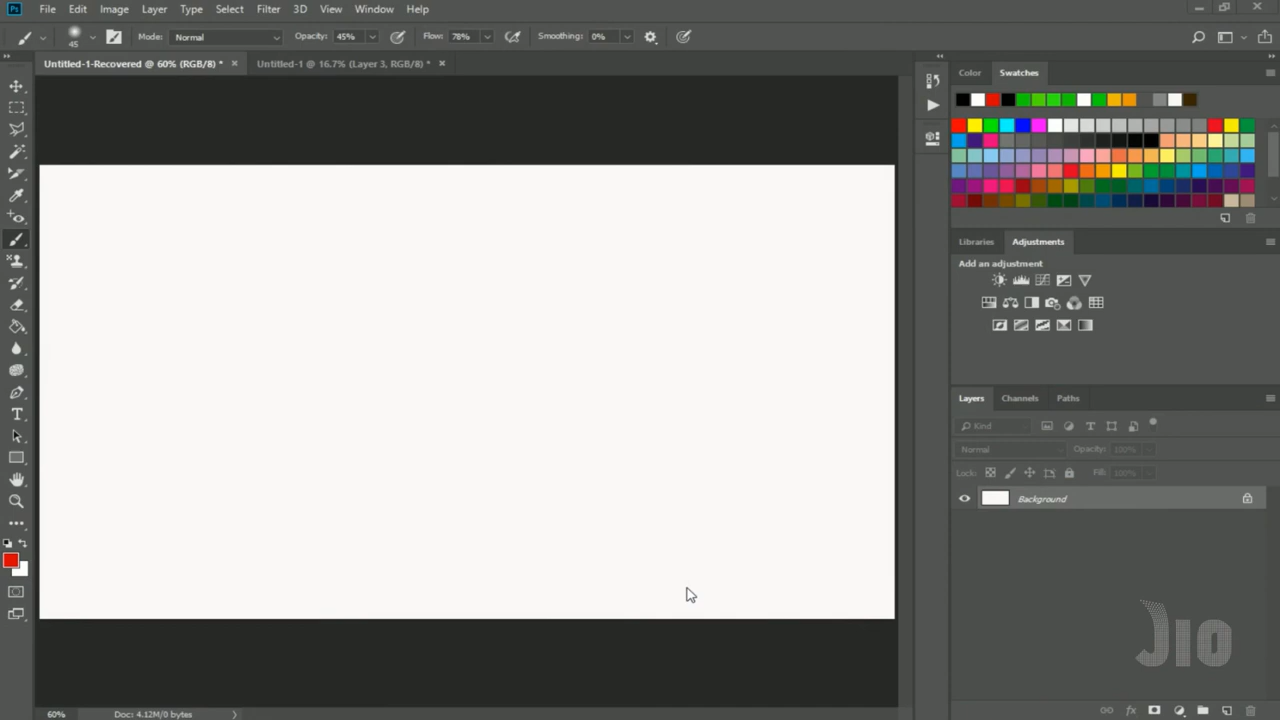 Ps File Edit Image Layer Type Select Filter 3D View Window Help
45 Mode: Normal Opacity: 45% Flow: 78% Smoothing: 0%
Untitled-1-Recovered @ 60% (RGB/8) * × Untitled-1 @ 16.7% (Layer 3, RGB/8) * ×
Color Swatches
Libraries Adjustments
Add an adjustment
Layers Channels Paths
Kind
Normal Opacity: 100%
Lock: Fill: 100%
Background
T
Jio
60% Doc: 4.12M/0 bytes